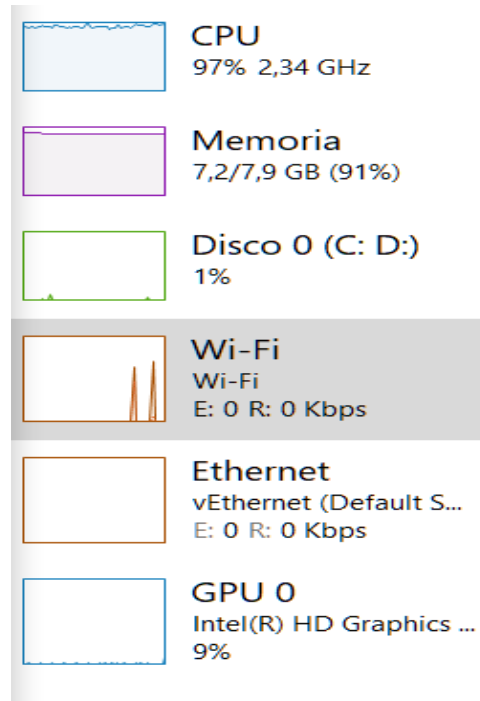 CPU
97% 2,34 GHz
Memoria
7,2/7,9 GB (91%)
Disco 0 (C: D:)
1%
Wi-Fi
Wi-Fi
E: 0 R: 0 Kbps
Ethernet
vEthernet (Default S...
E: 0 R: 0 Kbps
GPU 0
Intel(R) HD Graphics ...
9%